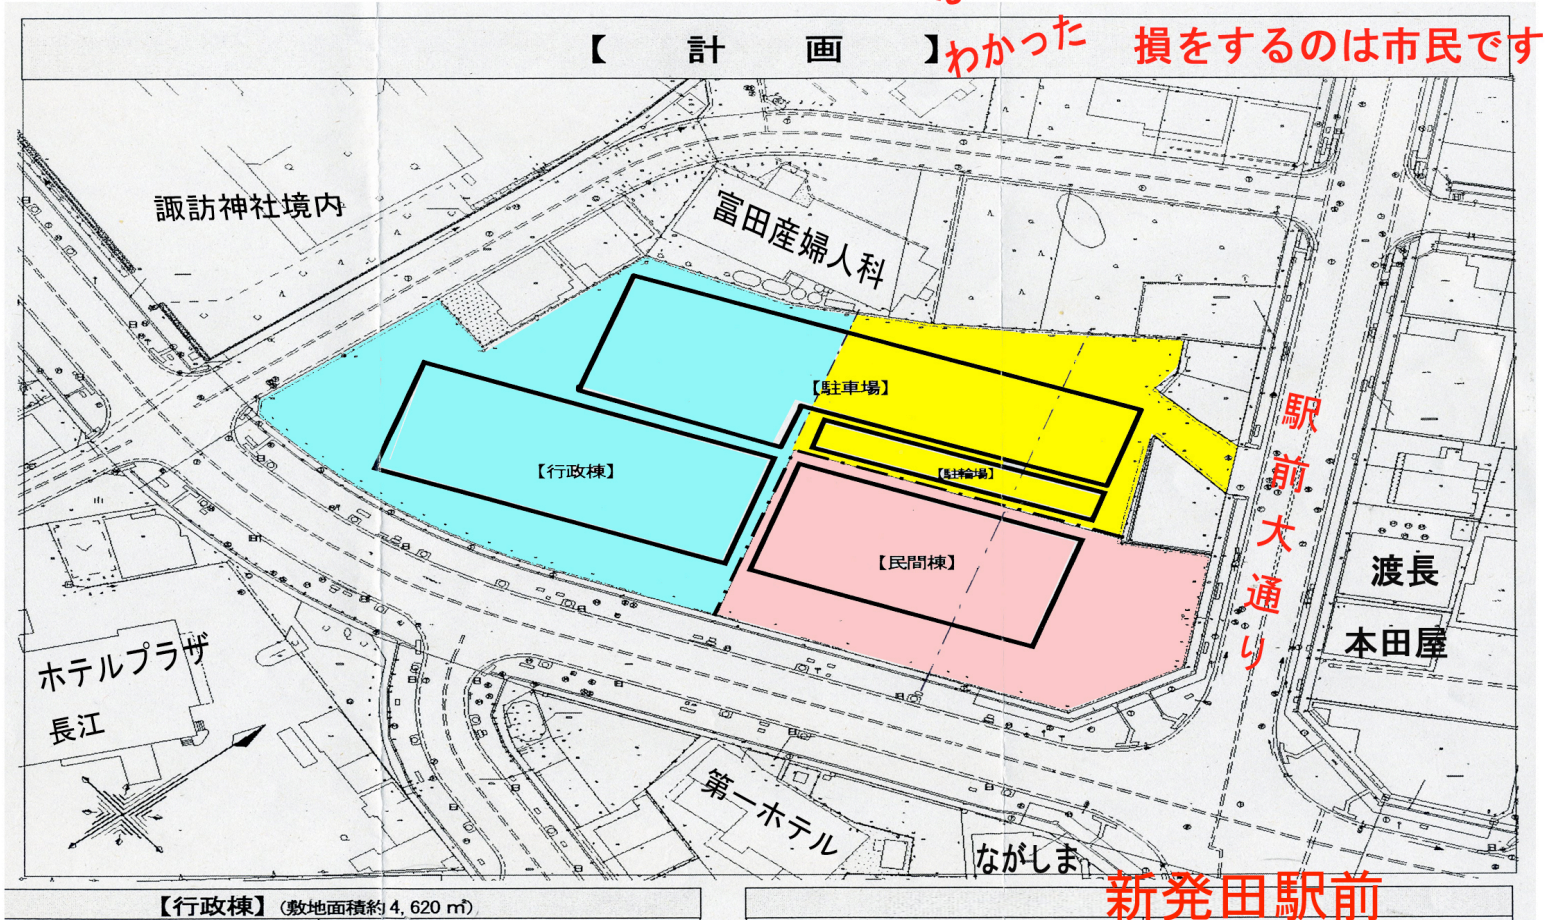 【 計 画 】
わかった
損をするのは市民です
諏訪神社境内
富田産婦人科
【駐車場】
【行政棟】
【駐輪場】
【民間棟】
駅前大通り
渡長
本田屋
ホテルプラザ
長江
第一ホテル
ながしま
新発田駅前
【行政棟】（敷地面積約4,620㎡）